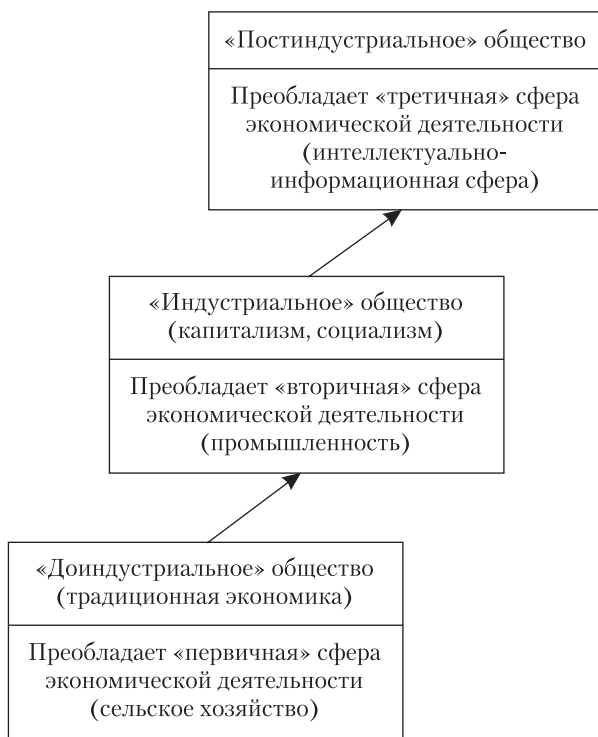 «Постиндустриальное» общество
Преобладает «третичная» сфера
экономической деятельности
(интеллектуально-
информационная сфера)
«Индустриальное» общество
(капитализм, социализм)
Преобладает «вторичная» сфера
экономической деятельности
(промышленность)
«Доиндустриальное» общество
(традиционная экономика)
Преобладает «первичная» сфера
экономической деятельности
(сельское хозяйство)